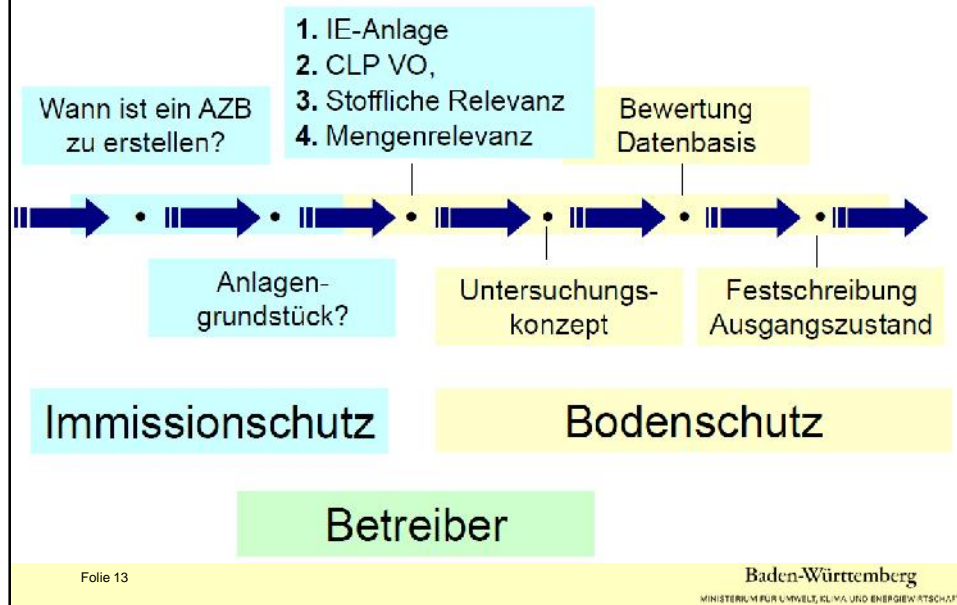 1. IE-Anlage
2. CLP VO,
3. Stoffliche Relevanz
4. Mengenrelevanz
Wann ist ein AZB
zu erstellen?
Bewertung
Datenbasis
Anlagen-
grundstück?
Untersuchungs-
konzept
Festschreibung
Ausgangszustand
Immissionschutz
Bodenschutz
Betreiber
Folie 13
Baden-Württemberg
MINISTERIUM FÜR UMWELT, KLIMA UND ENERGIEWIRTSCHAFT